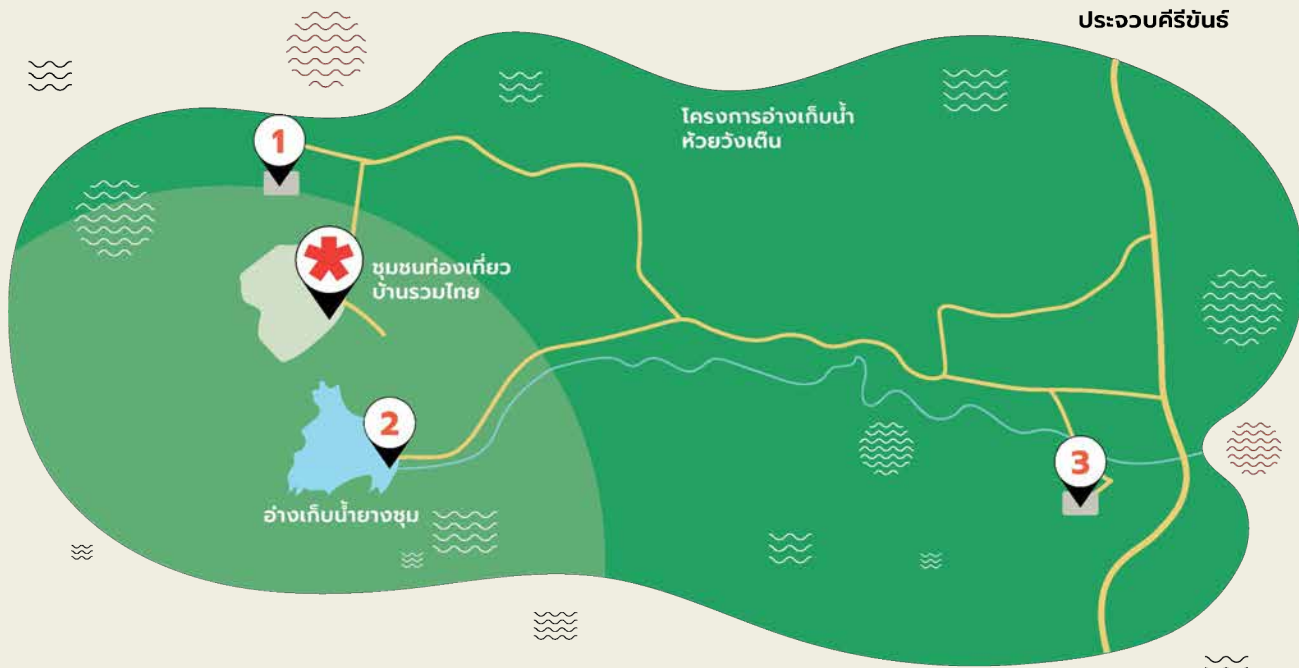 ประจวบคีรีขันธ์
โครงการอ่างเก็บน้ำ
ห้วยวังเต็น
1
ชุมชนท่องเที่ยว
บ้านรวมไทย
2
3
อ่างเก็บน้ำยางชุม